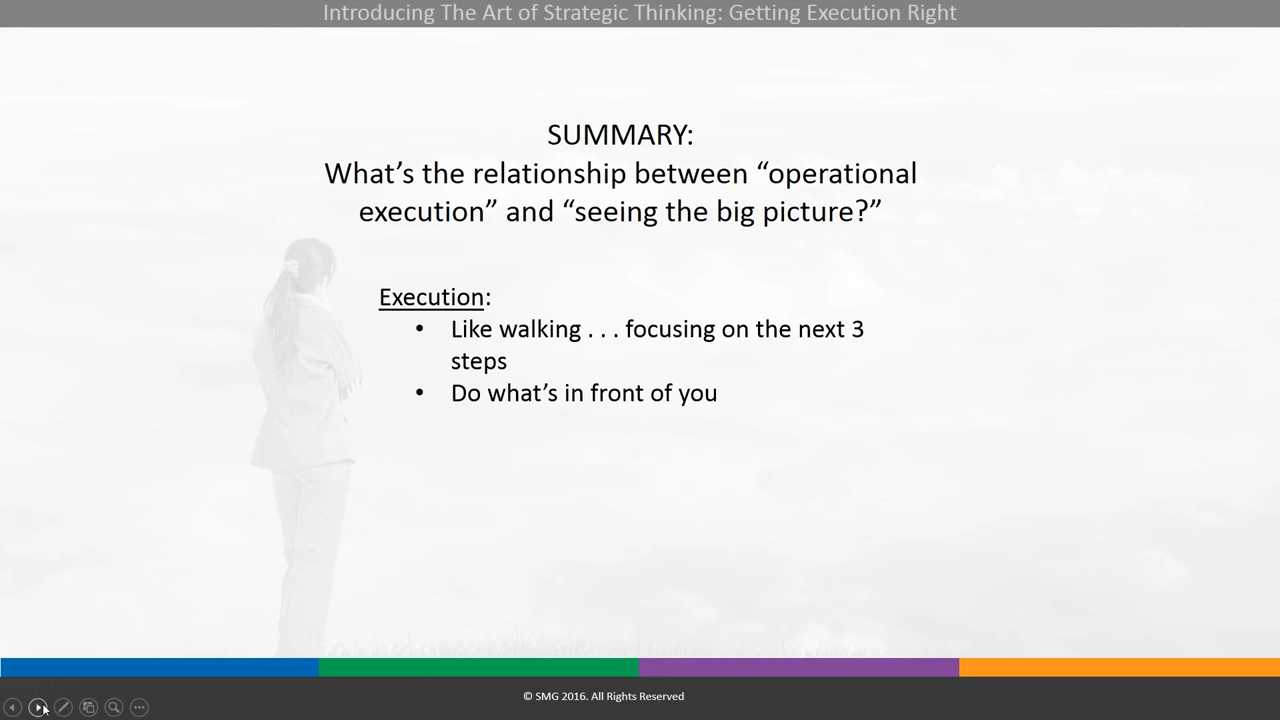 Introducing The Art of Strategic Thinking: Getting Execution Right
SUMMARY:
What’s the relationship between “operational
execution” and “seeing the big picture?”
Execution:
• Like walking . . . focusing on the next 3
steps
• Do what’s in front of you
© SMG 2016. All Rights Reserved